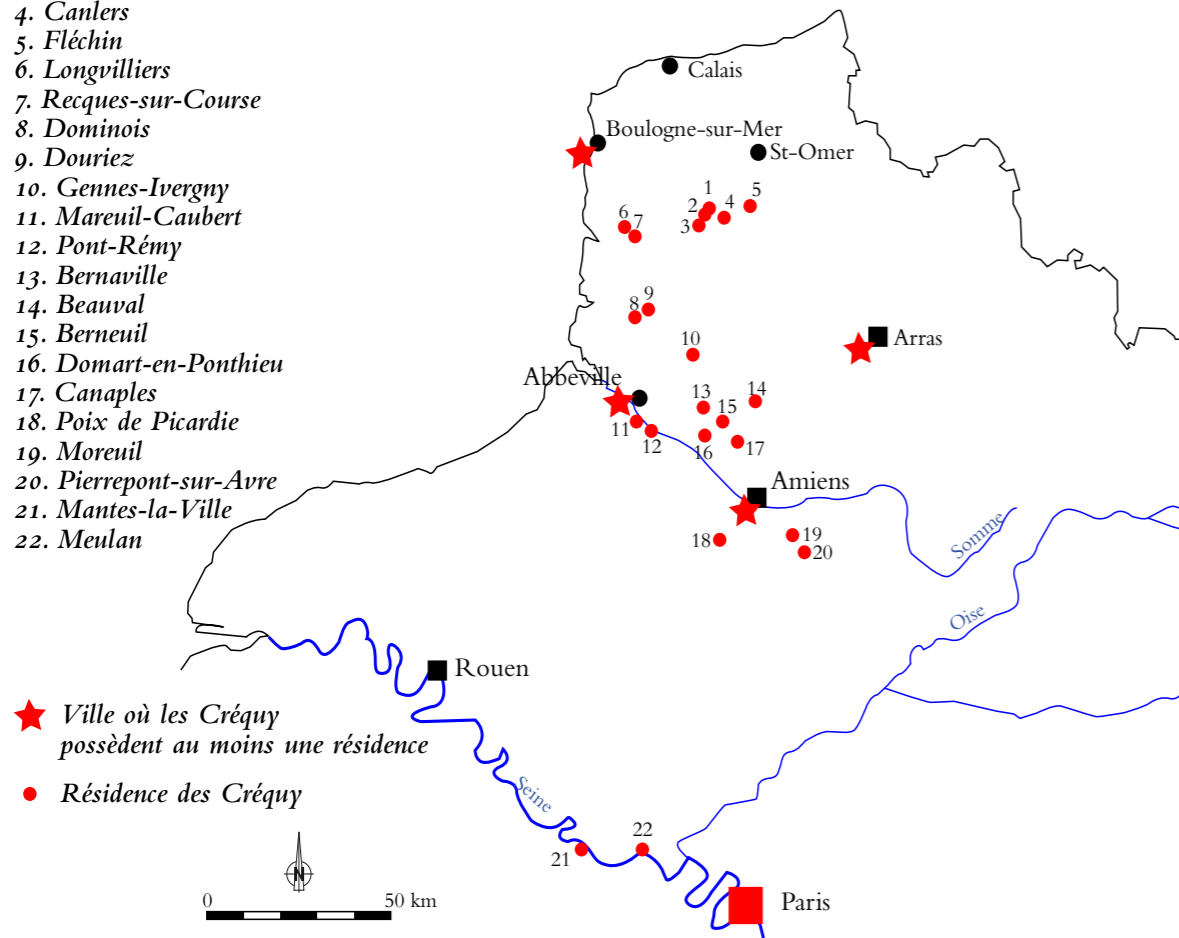 4. Canlers
5. Fléchin
6. Longvilliers
7. Recques-sur-Course
8. Dominois
9. Douriez
10. Gennes-Ivergny
11. Mareuil-Caubert
12. Pont-Rémy
13. Bernaville
14. Beauval
15. Berneuil
16. Domart-en-Ponthieu
17. Canaples
18. Poix de Picardie
19. Moreuil
20. Pierrepont-sur-Avre
21. Mantes-la-Ville
22. Meulan
Calais
Boulogne-sur-Mer
St-Omer
1
2
3
4
5
6
7
8
9
10
Arras
Abbeville
11
12
13
14
15
16
17
Amiens
18
19
20
Somme
Oise
Rouen
Seine
21
22
Paris
Ville où les Créquy
possèdent au moins une résidence
Résidence des Créquy
N
0
50 km